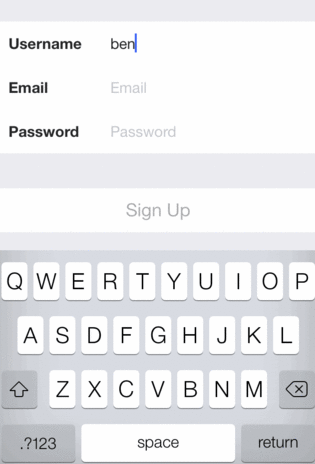 Username ben
Email Email
Password Password
Sign Up
Q W E R T Y U I O P
A S D F G H J K L
Z X C V B N M
.?123 space return